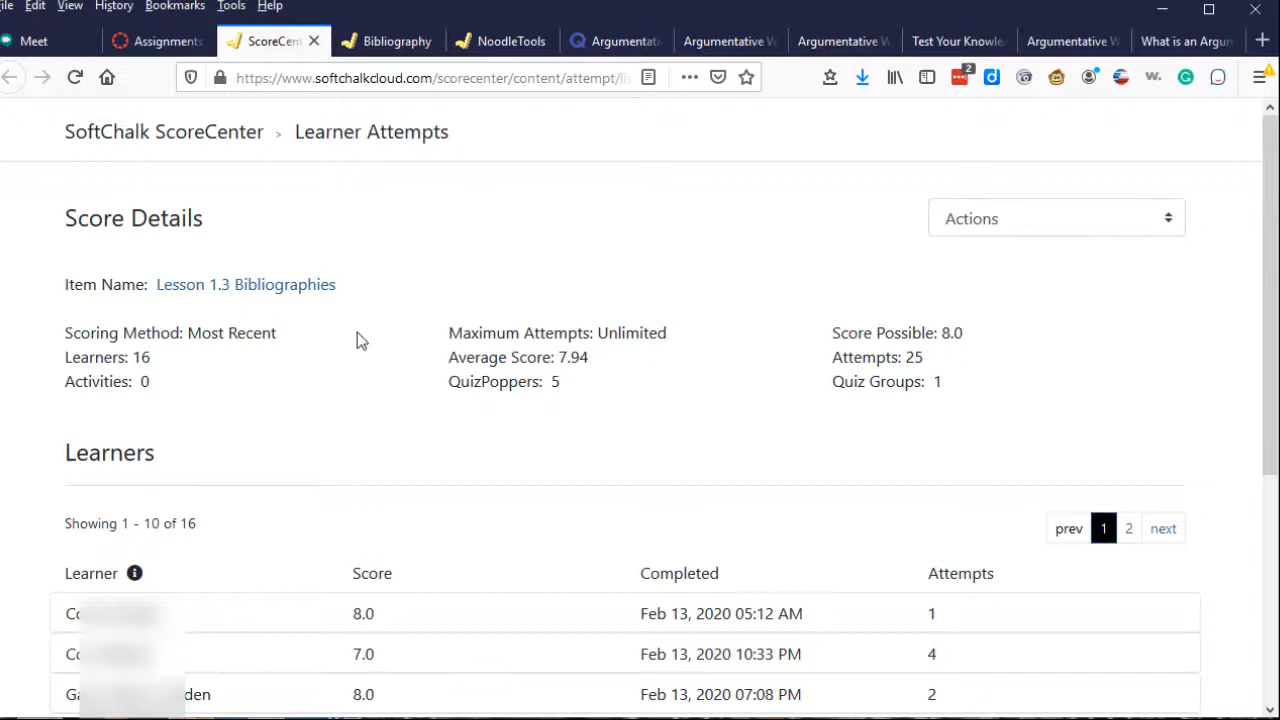 ile Edit View History Bookmarks Tools Help
Meet Assignments ScoreCent Bibliography NoodleTools Argumentati Argumentative W Argumentative W Test Your Knowle Argumentative W What is an Argun
https://www.softchalkcloud.com/scorecenter/content/attempt/li 2 w.
SoftChalk ScoreCenter > Learner Attempts
Score Details Actions
Item Name: Lesson 1.3 Bibliographies
Scoring Method: Most Recent Maximum Attempts: Unlimited Score Possible: 8.0
Learners: 16 Average Score: 7.94 Attempts: 25
Activities: 0 QuizPoppers: 5 Quiz Groups: 1
Learners
Showing 1 - 10 of 16 prev 1 2 next
Learner Score Completed Attempts
8.0 Feb 13, 2020 05:12 AM 1
7.0 Feb 13, 2020 10:33 PM 4
8.0 Feb 13, 2020 07:08 PM 2